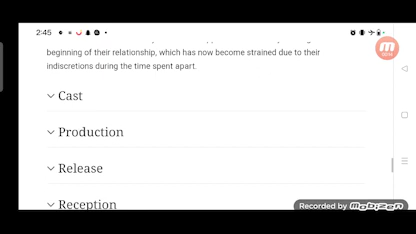 2:45
beginning of their relationship, which has now become strained due to their
indiscretions during the time spent apart.
Cast
Production
Release
Reception
Recorded by MOBIZEN